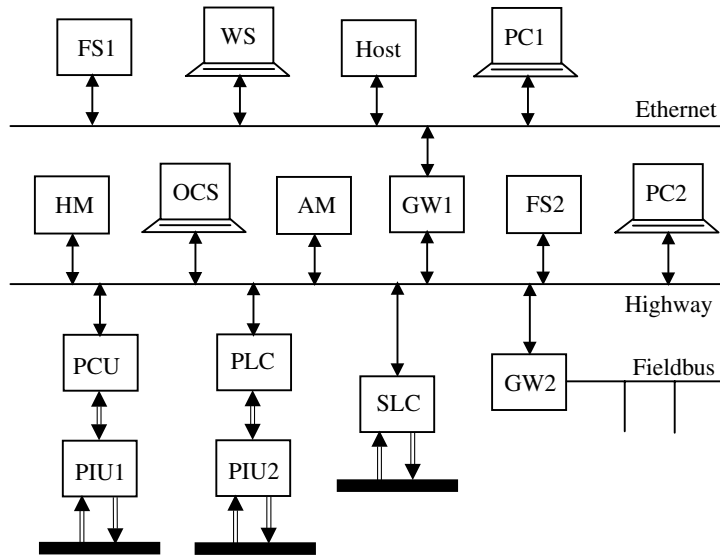 FS1
WS
Host
PC1
Ethernet
HM
OCS
AM
GW1
FS2
PC2
Highway
PCU
PLC
SLC
GW2
Fieldbus
PIU1
PIU2